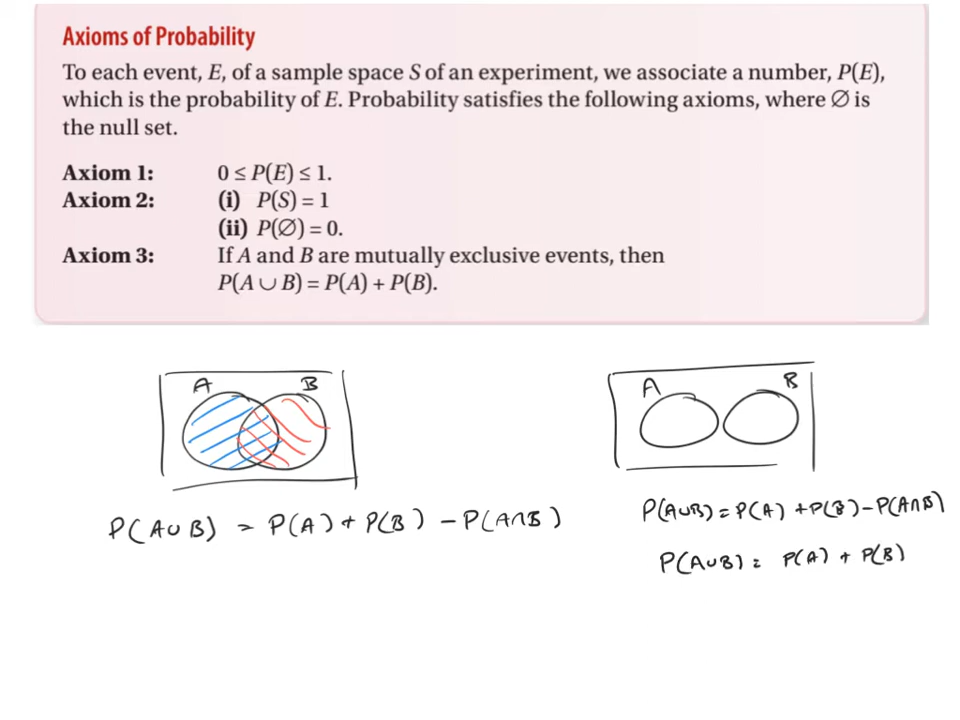 Axioms of Probability
To each event, E, of a sample space S of an experiment, we associate a number, P(E),
which is the probability of E. Probability satisfies the following axioms, where Ø is
the null set.
Axiom 1: 0 ≤ P(E) ≤ 1.
Axiom 2: (i) P(S) = 1
(ii) P(Ø) = 0.
Axiom 3: If A and B are mutually exclusive events, then
P(A ∪ B) = P(A) + P(B).
A B
A B
P(A∪B) = P(A) + P(B) - P(A∩B)
P(A∪B) = P(A) + P(B) - P(A∩B)
P(A∪B) = P(A) + P(B)